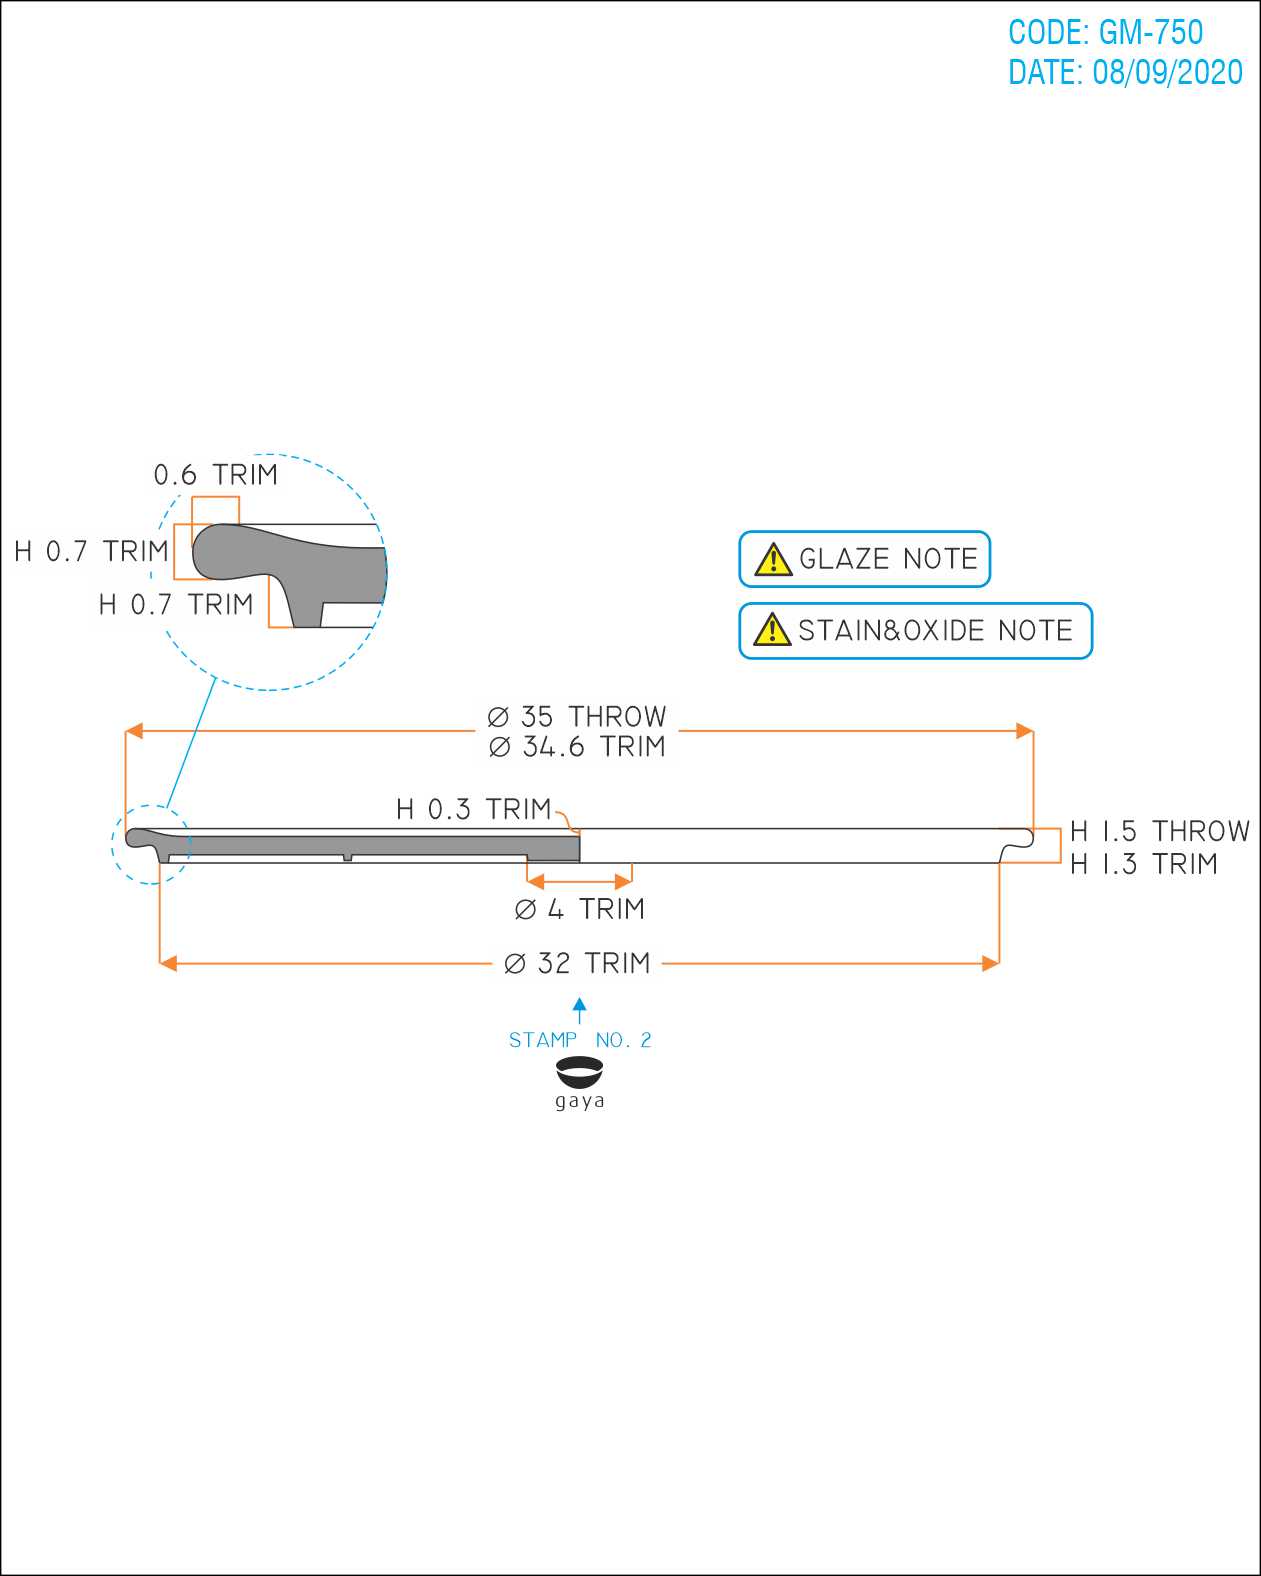 CODE: GM-750
DATE: 08/09/2020
0.6 TRIM
H 0.7 TRIM
H 0.7 TRIM
GLAZE NOTE
STAIN&OXIDE NOTE
Ø 35 THROW
Ø 34.6 TRIM
H 0.3 TRIM
H 1.5 THROW
H 1.3 TRIM
Ø 4 TRIM
Ø 32 TRIM
STAMP NO. 2
gaya